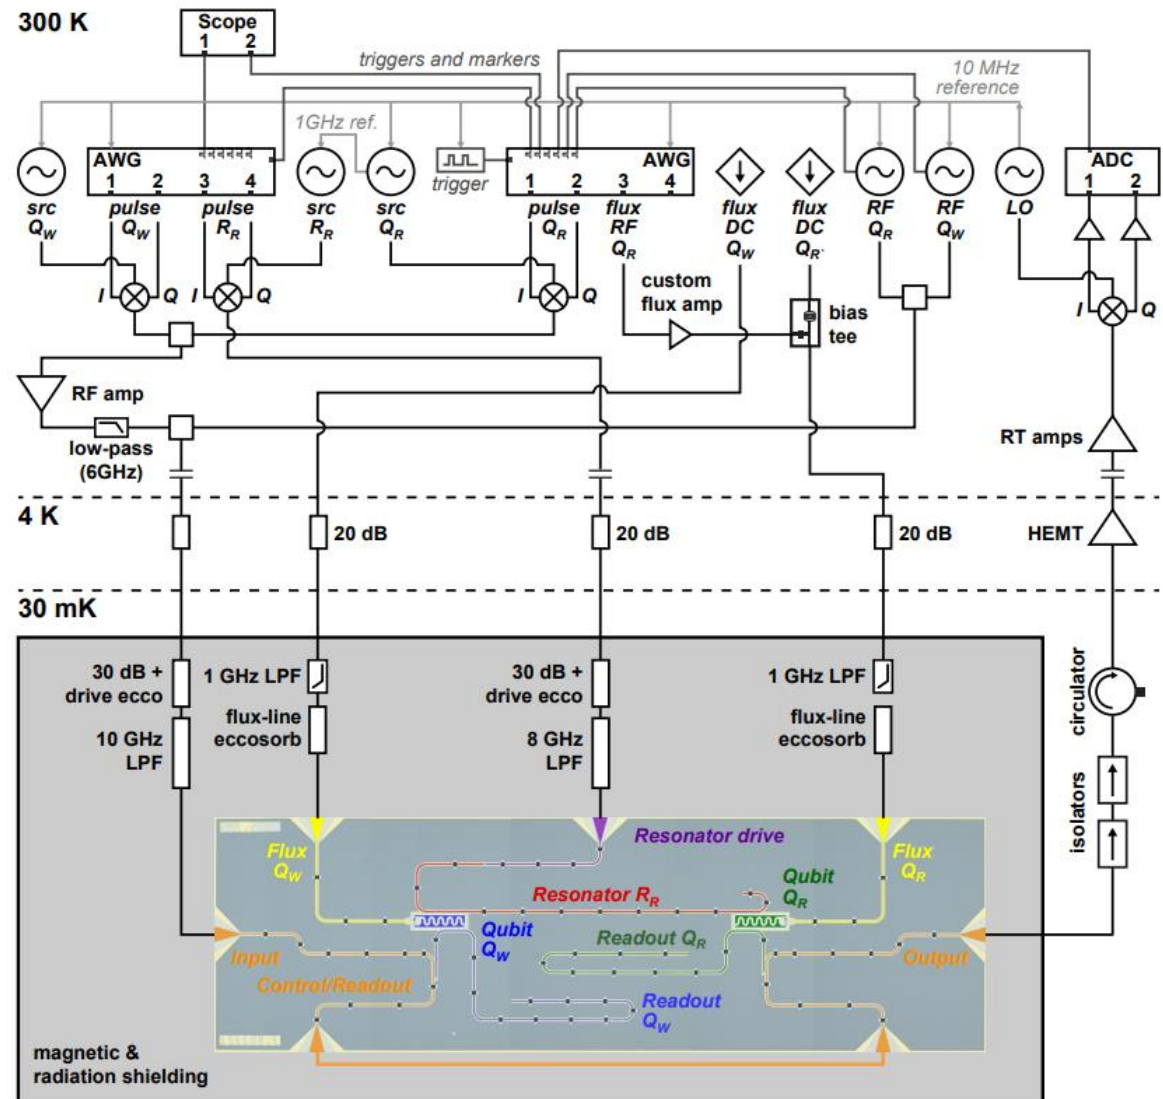 300 K
Scope
1 2
triggers and markers
10 MHz
reference
1GHz ref.
AWG
1 2 3 4
trigger
AWG
1 2 3 4
ADC
1 2
src
Q_W
pulse
Q_W
pulse
R_R
src
R_R
src
Q_R
pulse
Q_R
flux
RF
Q_R
flux
DC
Q_W
flux
DC
Q_R`
RF
Q_R
RF
Q_W
LO
I Q
I Q
I Q
I Q
custom
flux amp
bias
tee
RF amp
low-pass
(6GHz)
RT amps
4 K
20 dB
20 dB
20 dB
HEMT
30 mK
30 dB +
drive ecco
10 GHz
LPF
1 GHz LPF
flux-line
eccosorb
30 dB +
drive ecco
8 GHz
LPF
1 GHz LPF
flux-line
eccosorb
circulator
isolators
Flux
Q_W
Resonator drive
Flux
Q_R
Resonator R_R
Qubit
Q_R
Qubit
Q_W
Readout Q_R
Input
Output
Control/Readout
Readout
Q_W
magnetic &
radiation shielding